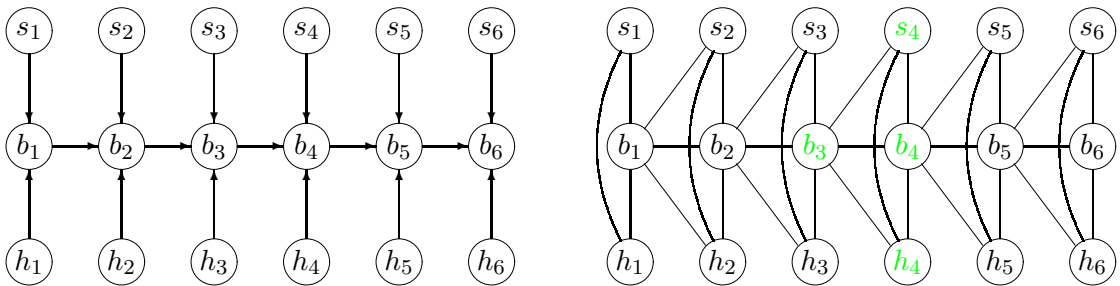 s₁ s₂ s₃ s₄ s₅ s₆ s₁ s₂ s₃ s₄ s₅ s₆
b₁ b₂ b₃ b₄ b₅ b₆ b₁ b₂ b₃ b₄ b₅ b₆
h₁ h₂ h₃ h₄ h₅ h₆ h₁ h₂ h₃ h₄ h₅ h₆